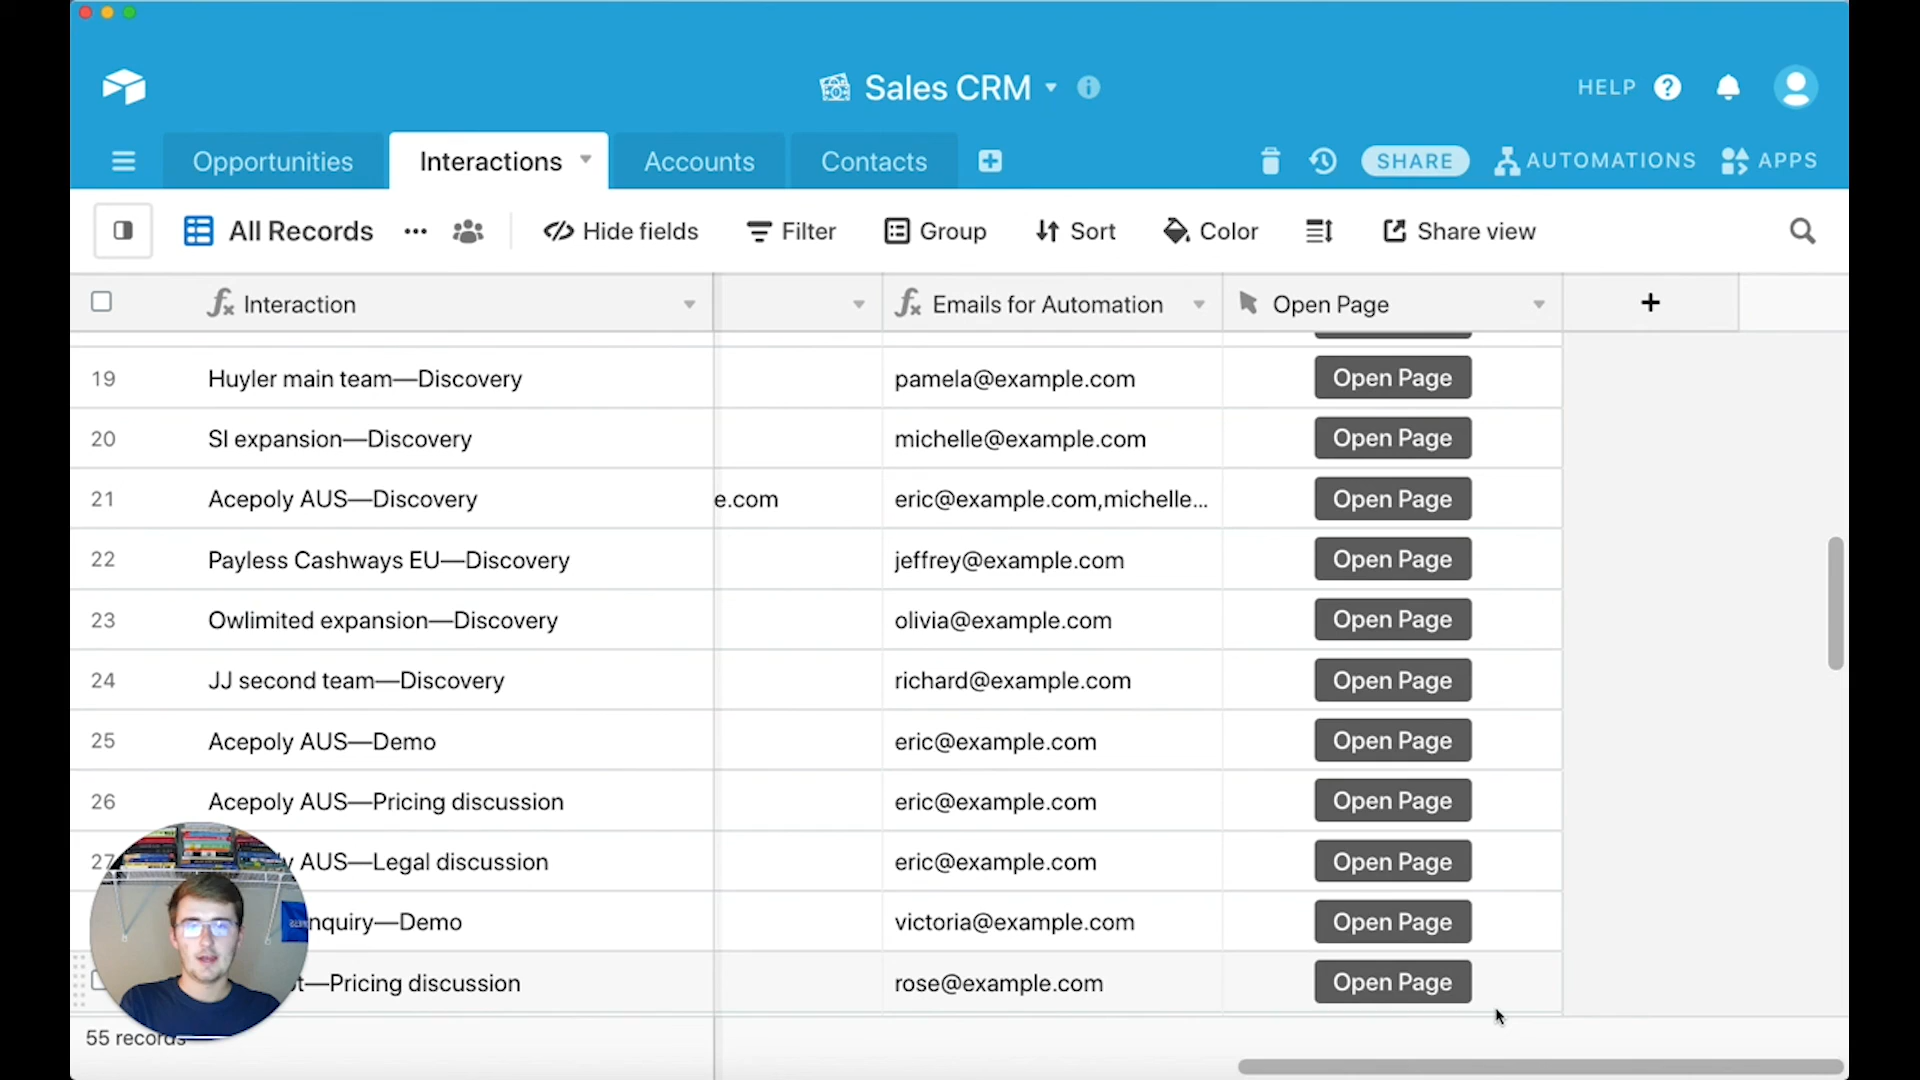 Sales CRM
HELP
Opportunities Interactions Accounts Contacts
SHARE AUTOMATIONS APPS
All Records Hide fields Filter Group Sort Color Share view
Interaction Emails for Automation Open Page
19 Huyler main team—Discovery pamela@example.com Open Page
20 SI expansion—Discovery michelle@example.com Open Page
21 Acepoly AUS—Discovery e.com eric@example.com,michelle... Open Page
22 Payless Cashways EU—Discovery jeffrey@example.com Open Page
23 Owlimited expansion—Discovery olivia@example.com Open Page
24 JJ second team—Discovery richard@example.com Open Page
25 Acepoly AUS—Demo eric@example.com Open Page
26 Acepoly AUS—Pricing discussion eric@example.com Open Page
27 AUS—Legal discussion eric@example.com Open Page
nquiry—Demo victoria@example.com Open Page
t—Pricing discussion rose@example.com Open Page
55 records